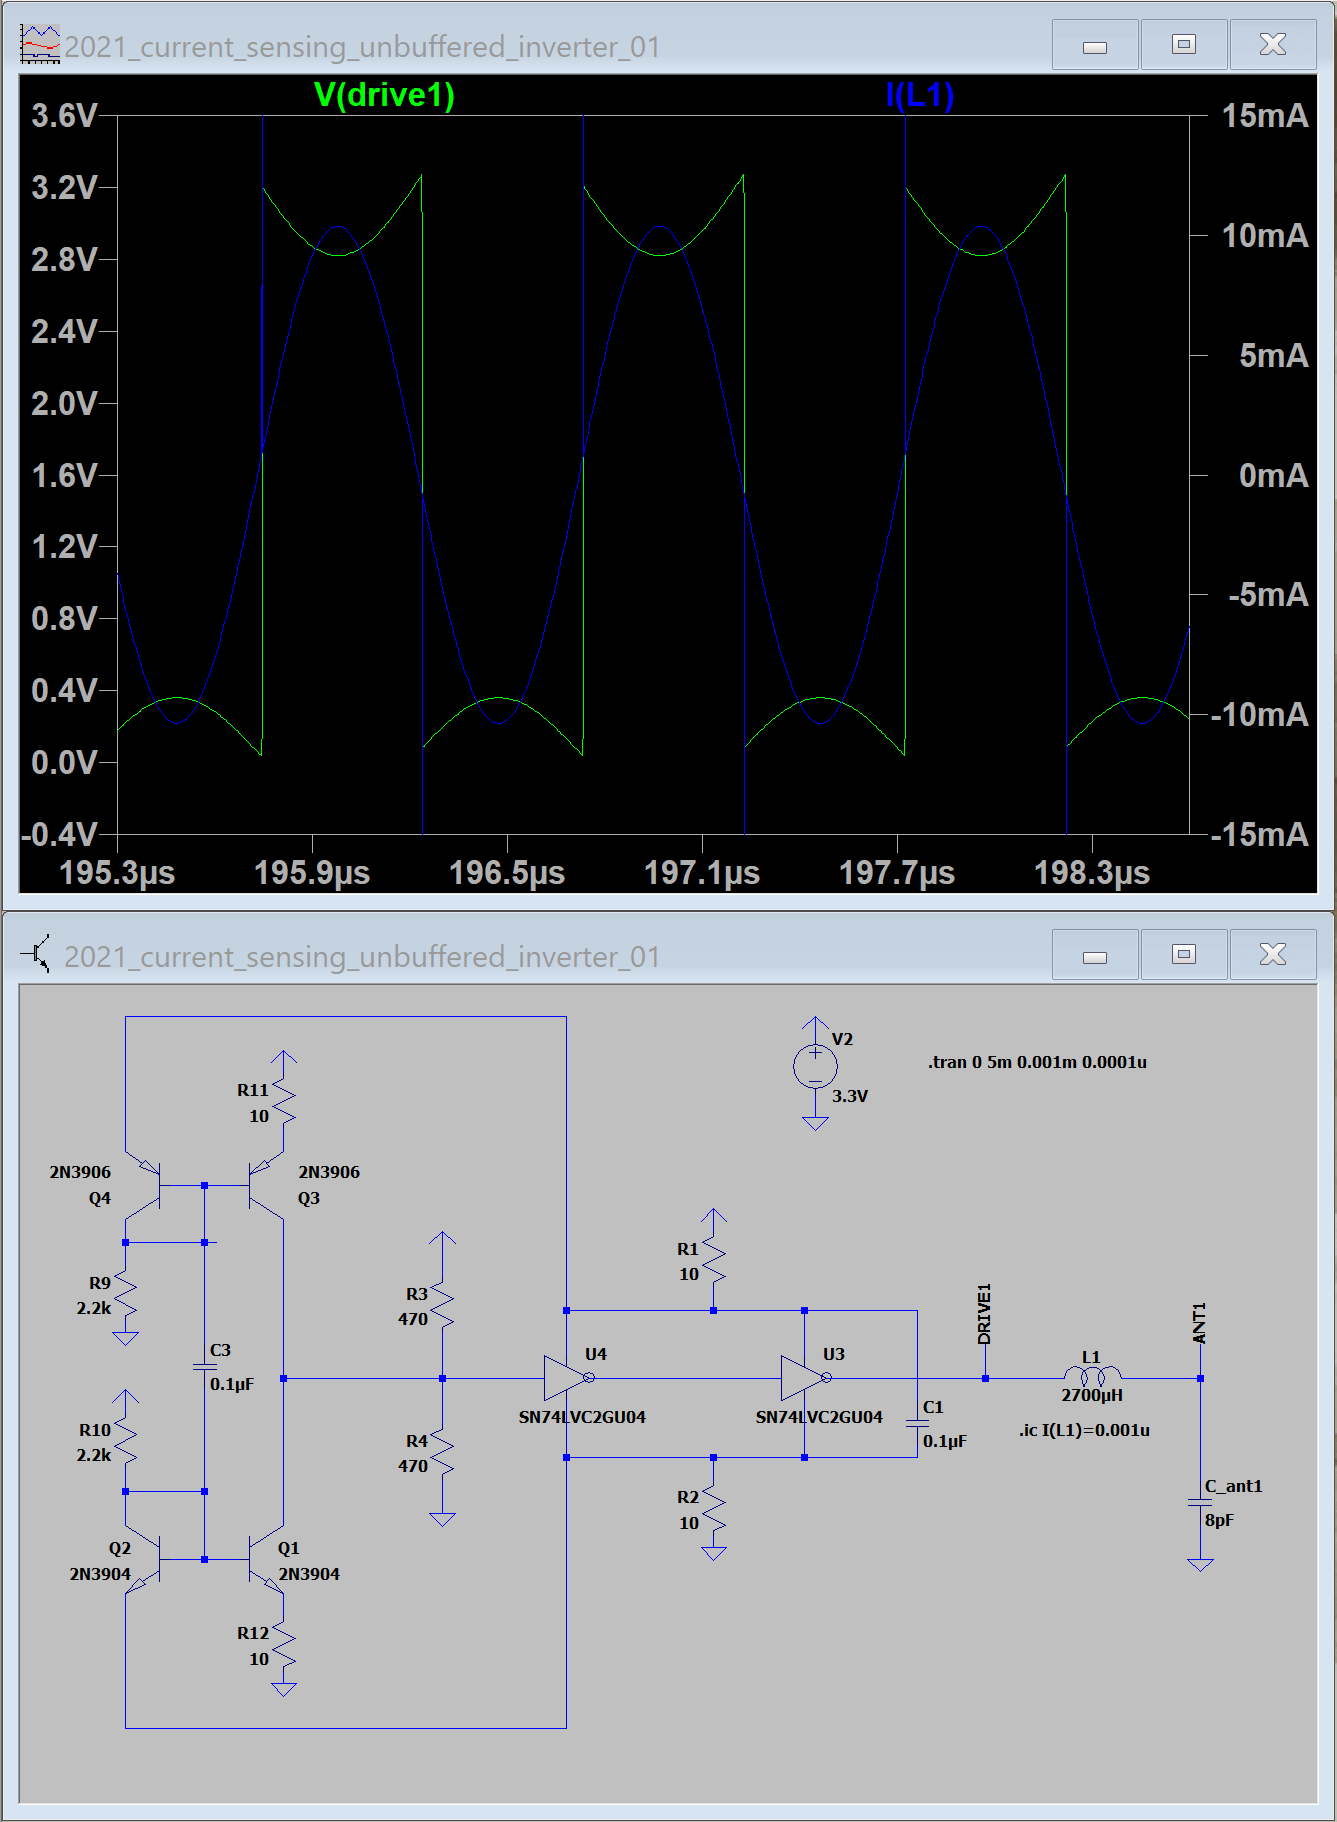 2021_current_sensing_unbuffered_inverter_01
V(drive1)
I(L1)
3.6V
3.2V
2.8V
2.4V
2.0V
1.6V
1.2V
0.8V
0.4V
0.0V
-0.4V
15mA
10mA
5mA
0mA
-5mA
-10mA
-15mA
195.3µs
195.9µs
196.5µs
197.1µs
197.7µs
198.3µs
2021_current_sensing_unbuffered_inverter_01
V2
3.3V
.tran 0 5m 0.001m 0.0001u
R11
10
2N3906
Q4
2N3906
Q3
R9
2.2k
C3
0.1µF
R10
2.2k
Q2
2N3904
Q1
2N3904
R12
10
R3
470
R4
470
U4
SN74LVC2GU04
R1
10
U3
SN74LVC2GU04
C1
0.1µF
R2
10
DRIVE1
L1
2700µH
.ic I(L1)=0.001u
ANT1
C_ant1
8pF